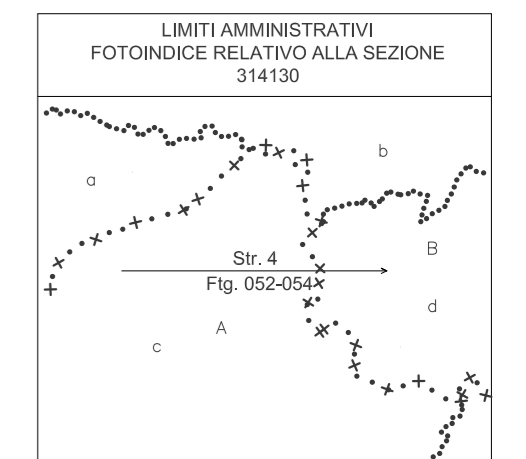 LIMITI AMMINISTRATIVI
FOTOINDICE RELATIVO ALLA SEZIONE
314130
b
a
B
Str. 4
Ftg. 052-054
d
A
c